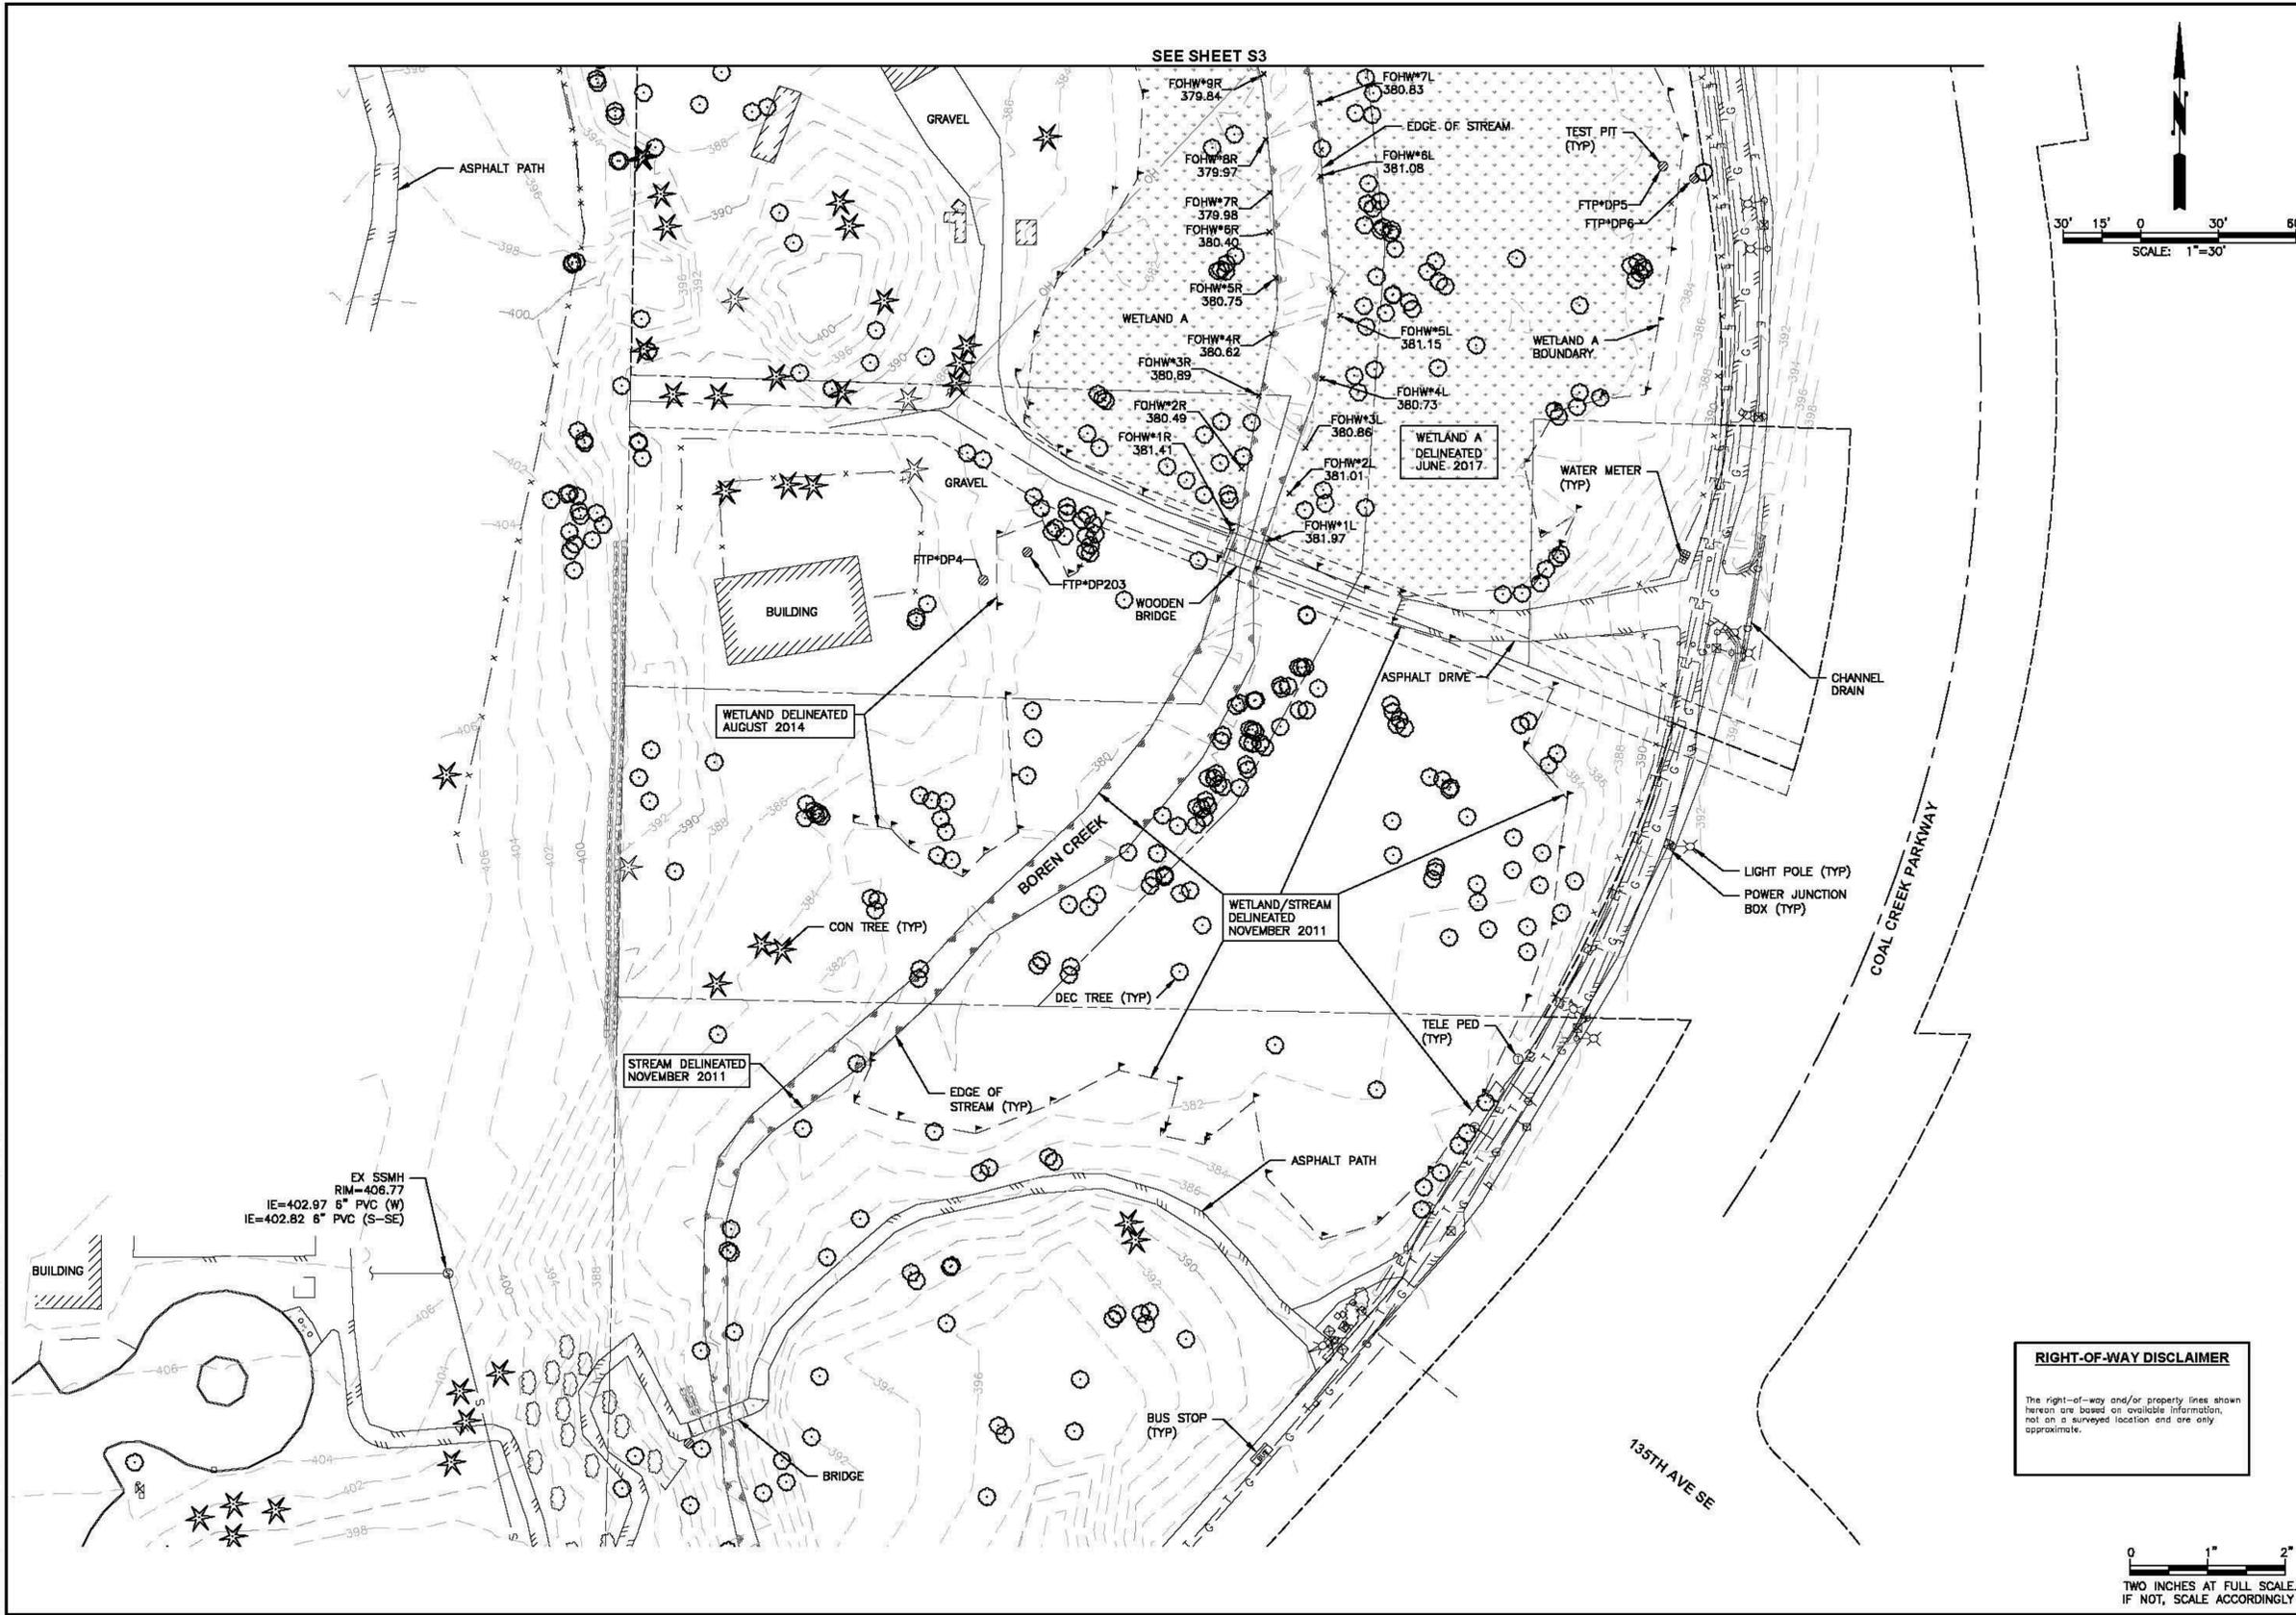 SEE SHEET S3
FOHW*9R
379.84
FOHW*7L
380.83
GRAVEL
EDGE OF STREAM
TEST PIT
(TYP)
ASPHALT PATH
FOHW*8R
379.97
FOHW*6L
381.08
FOHW*7R
379.98
FTP*DP5
FTP*DP6
FOHW*6R
380.40
30' 15' 0 30' 60
SCALE: 1"=30'
FOHW*5R
380.75
WETLAND A
FOHW*4R
380.62
FOHW*5L
381.15
WETLAND A
BOUNDARY
FOHW*3R
380.89
FOHW*4L
380.73
FOHW*2R
380.49
FOHW*3L
380.86
FOHW*1R
381.41
WETLAND A
DELINEATED
JUNE 2017
FOHW*2L
381.01
WATER METER
(TYP)
GRAVEL
FOHW*1L
381.97
FTP*DP4
FTP*DP203
BUILDING
WOODEN
BRIDGE
ASPHALT DRIVE
CHANNEL
DRAIN
WETLAND DELINEATED
AUGUST 2014
BOREN CREEK
COAL CREEK PARKWAY
LIGHT POLE (TYP)
POWER JUNCTION
BOX (TYP)
CON TREE (TYP)
WETLAND/STREAM
DELINEATED
NOVEMBER 2011
DEC TREE (TYP)
TELE PED
(TYP)
STREAM DELINEATED
NOVEMBER 2011
EDGE OF
STREAM (TYP)
ASPHALT PATH
EX SSMH
RIM=406.77
IE=402.97 6" PVC (W)
IE=402.82 6" PVC (S-SE)
BUILDING
BUS STOP
(TYP)
BRIDGE
135TH AVE SE
RIGHT-OF-WAY DISCLAIMER
The right-of-way and/or property lines shown
hereon are based on available information,
not on a surveyed location and are only
approximate.
0 1" 2"
TWO INCHES AT FULL SCALE.
IF NOT, SCALE ACCORDINGLY